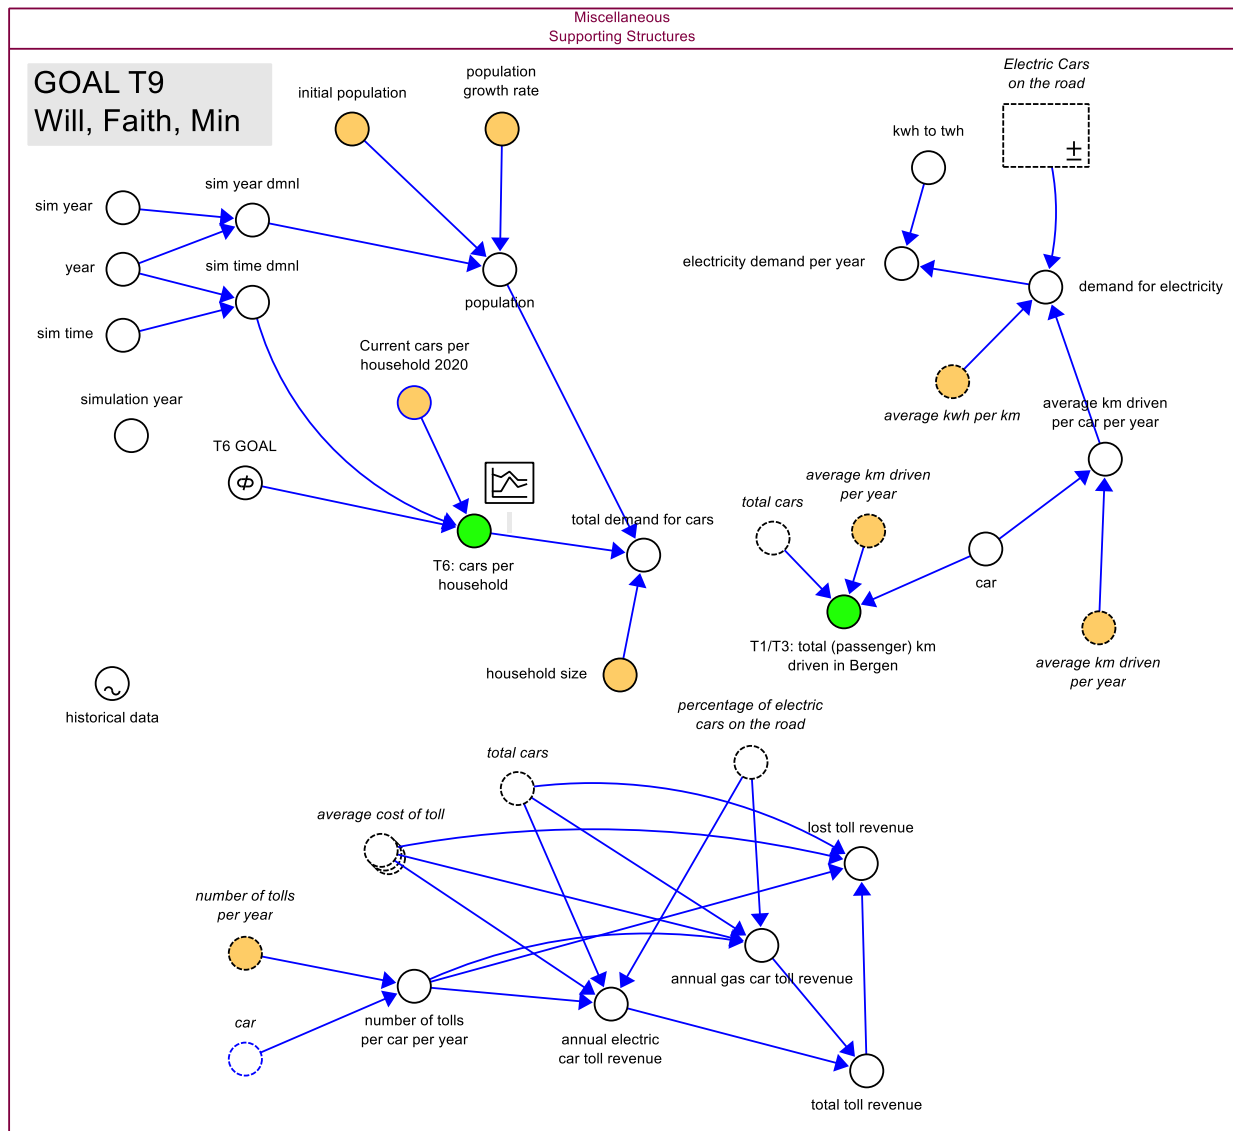 Miscellaneous
Supporting Structures
GOAL T9
Will, Faith, Min
initial population
population
growth rate
Electric Cars
on the road
kwh to twh
sim year
sim year dmnl
year
sim time dmnl
sim time
population
electricity demand per year
demand for electricity
Current cars per
household 2020
simulation year
T6 GOAL
average kwh per km
average km driven
per car per year
total demand for cars
T6: cars per
household
total cars
average km driven
per year
car
T1/T3: total (passenger) km
driven in Bergen
average km driven
per year
household size
historical data
percentage of electric
cars on the road
total cars
average cost of toll
lost toll revenue
number of tolls
per year
annual gas car toll revenue
car
number of tolls
per car per year
annual electric
car toll revenue
total toll revenue